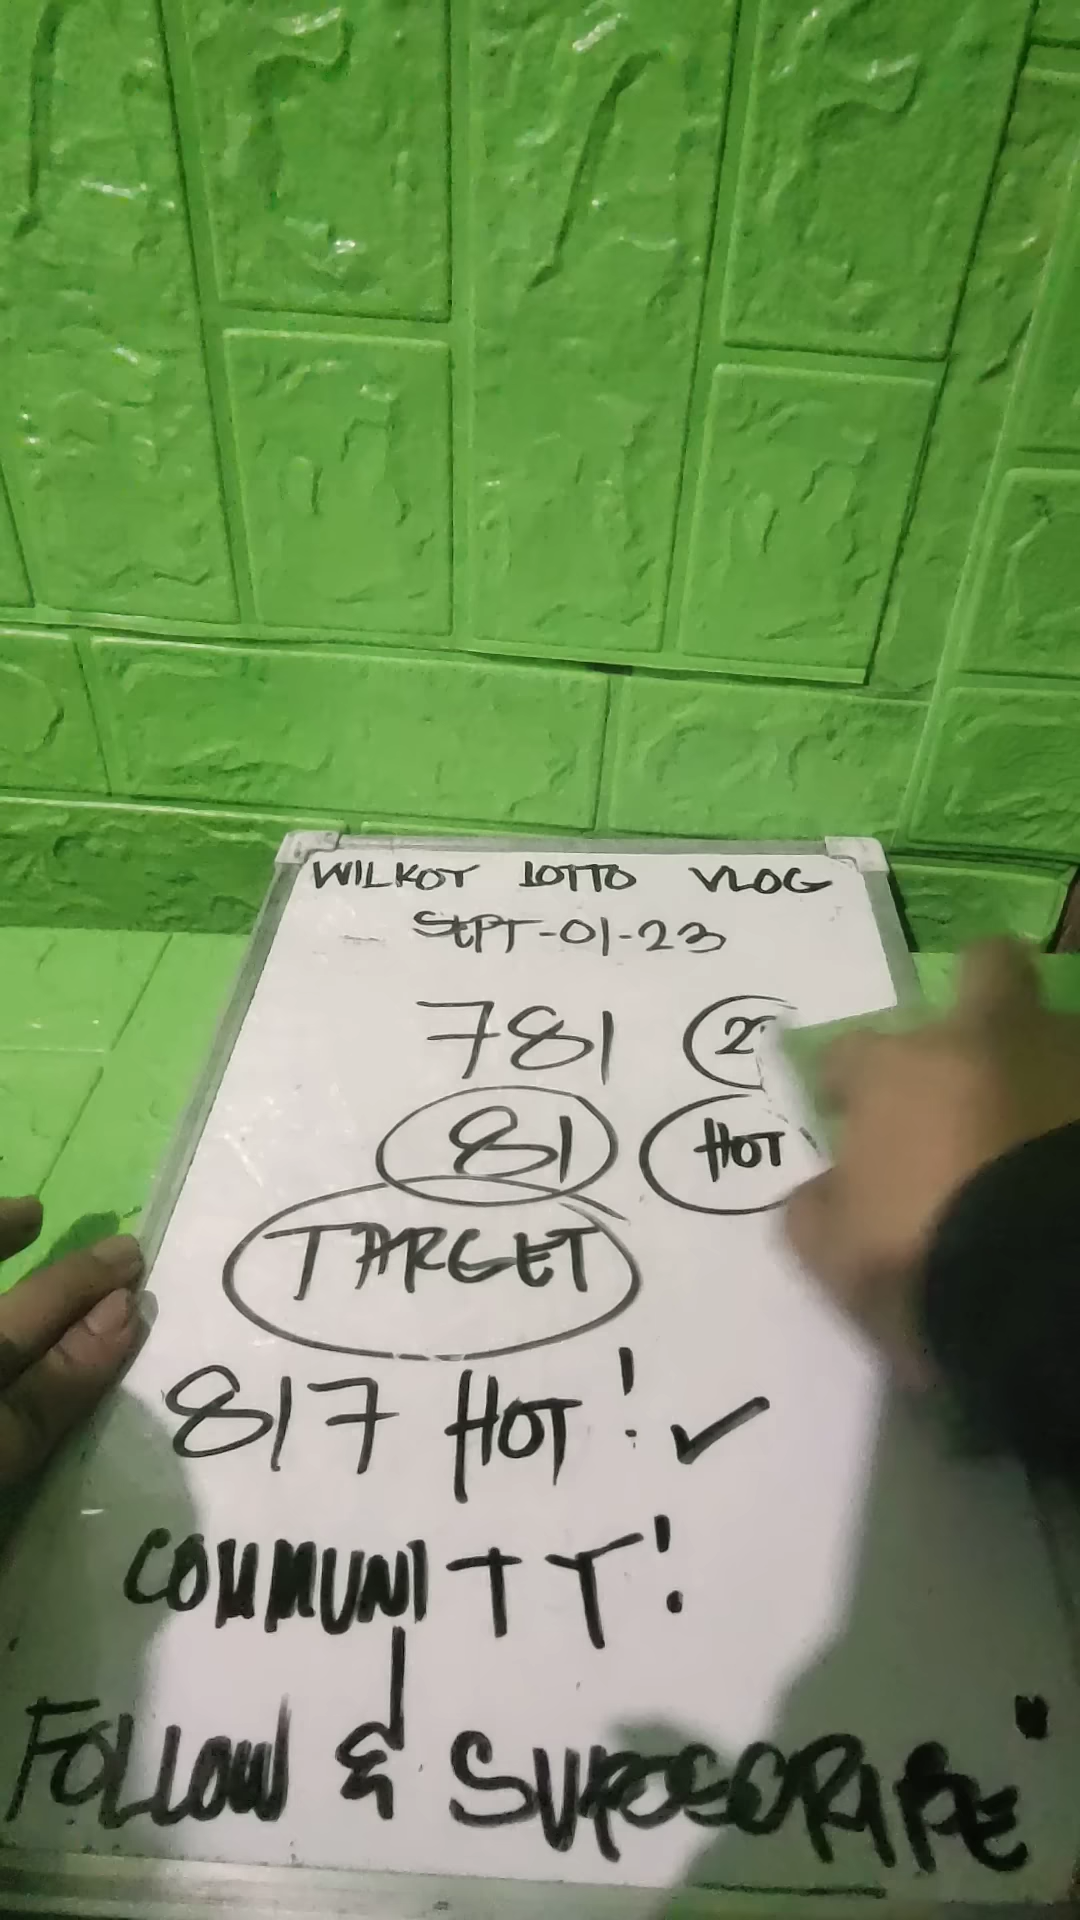 WILKOT LOTTO VLOG
SEPT-01-23
781
81 HOT
TARGET
817 HOT! ✓
COMMUNITY!
FOLLOW & SUBSCRIBE"